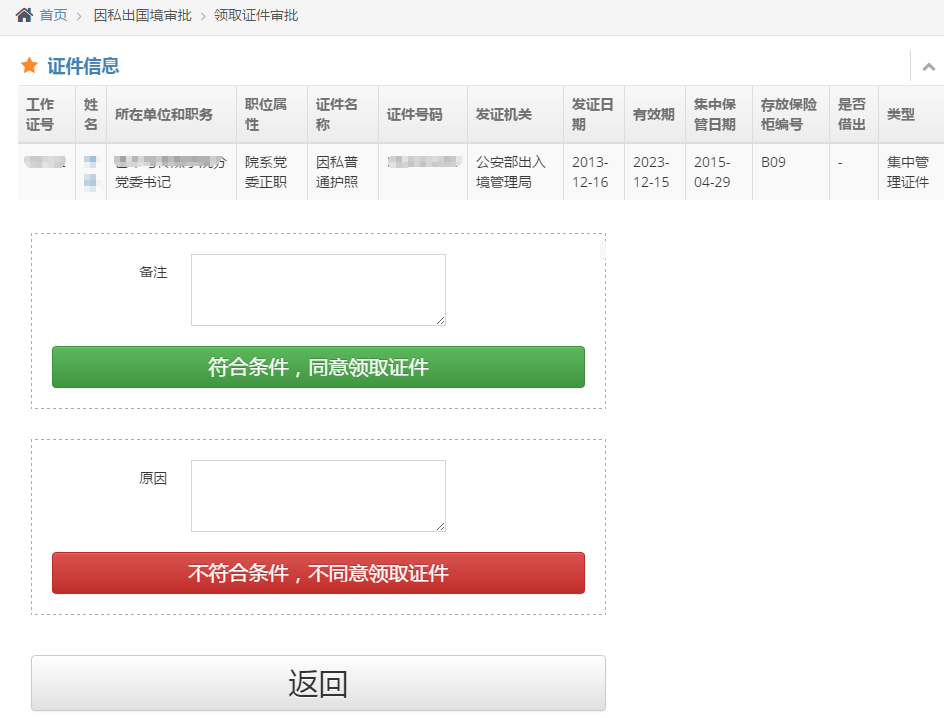 首页 > 因私出国境审批 > 领取证件审批
证件信息
工作证号 姓名 所在单位和职务 职位属性 证件名称 证件号码 发证机关 发证日期 有效期 集中保管日期 存放保险柜编号 是否借出 类型
党委书记 院系党委正职 因私普通护照 公安部出入境管理局 2013-12-16 2023-12-15 2015-04-29 B09 - 集中管理证件
备注
符合条件，同意领取证件
原因
不符合条件，不同意领取证件
返回